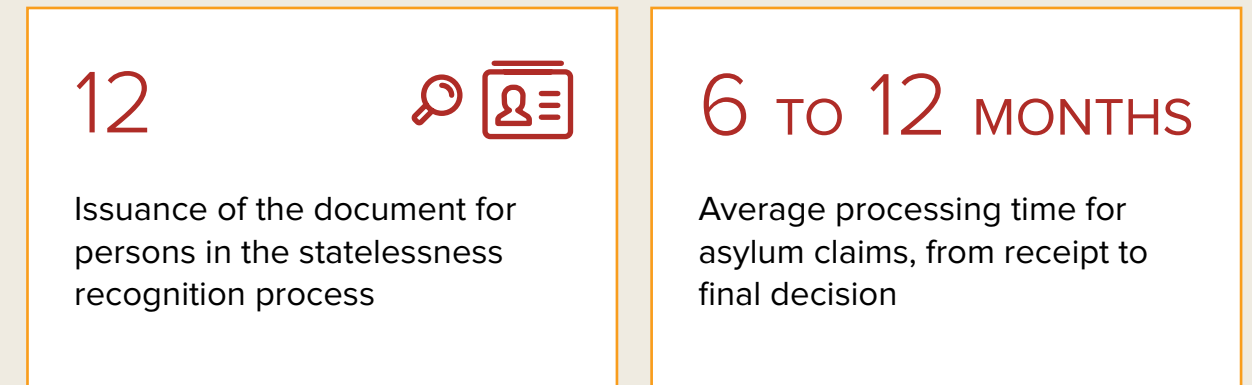 12
Issuance of the document for
persons in the statelessness
recognition process
6 TO 12 MONTHS
Average processing time for
asylum claims, from receipt to
final decision